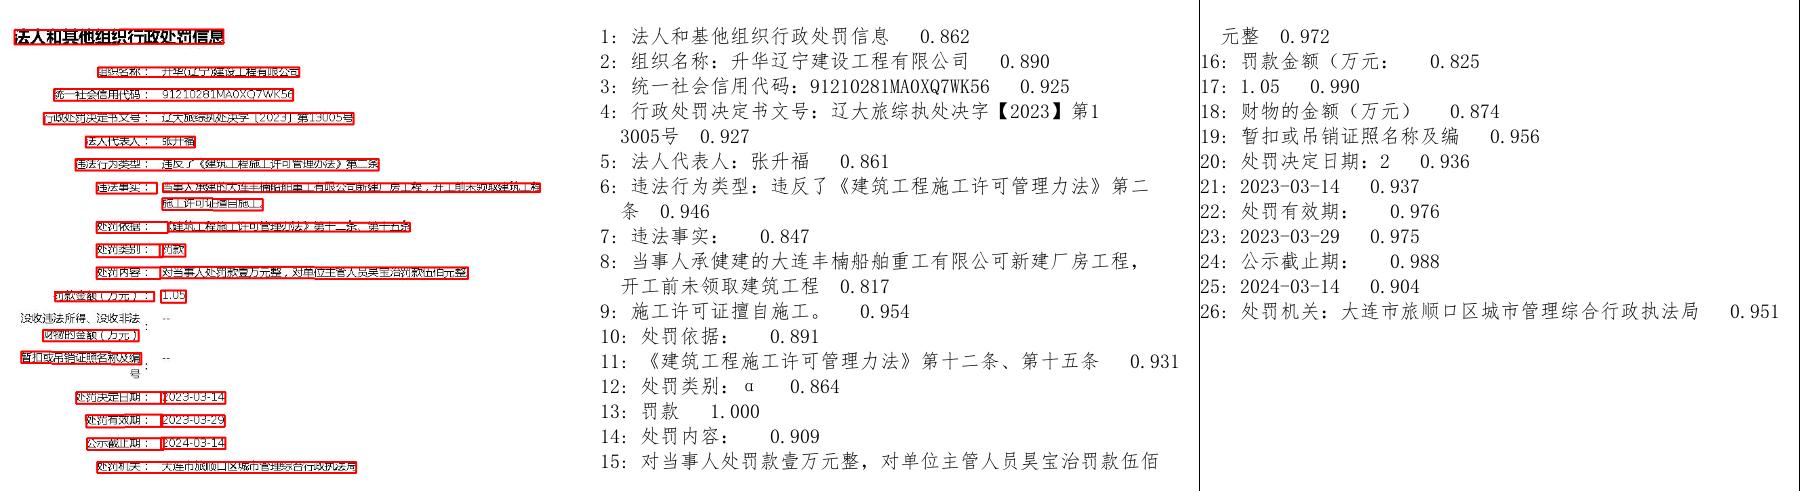 法人和其他组织行政处罚信息
组织名称： 升华(辽宁)建设工程有限公司
统一社会信用代码： 91210281MA0XQ7WK56
行政处罚决定书文号： 辽大旅综执处决字〔2023〕第13005号
法人代表人： 张升福
违法行为类型： 违反了《建筑工程施工许可管理办法》第二条
违法事实： 当事人承建的大连丰楠船舶重工有限公司新建厂房工程，开工前未领取建筑工程
施工许可证擅自施工。
处罚依据： 《建筑工程施工许可管理办法》第十二条、第十五条
处罚类别： 罚款
处罚内容： 对当事人处罚款壹万元整，对单位主管人员吴宝治罚款伍佰元整
罚款金额（万元）： 1.05
没收违法所得、没收非法
财物的金额（万元） ： --
暂扣或吊销证照名称及编
号 ： --
处罚决定日期： 2023-03-14
处罚有效期： 2023-03-29
公示截止期： 2024-03-14
处罚机关： 大连市旅顺口区城市管理综合行政执法局
1: 法人和基他组织行政处罚信息 0.862
2: 组织名称：升华辽宁建设工程有限公司 0.890
3: 统一社会信用代码：91210281MA0XQ7WK56 0.925
4: 行政处罚决定书文号：辽大旅综执处决字【2023】第1
3005号 0.927
5: 法人代表人：张升福 0.861
6: 违法行为类型：违反了《建筑工程施工许可管理力法》第二
条 0.946
7: 违法事实： 0.847
8: 当事人承健建的大连丰楠船舶重工有限公可新建厂房工程，
开工前未领取建筑工程 0.817
9: 施工许可证擅自施工。 0.954
10: 处罚依据： 0.891
11: 《建筑工程施工许可管理力法》第十二条、第十五条 0.931
12: 处罚类别：α 0.864
13: 罚款 1.000
14: 处罚内容： 0.909
15: 对当事人处罚款壹万元整，对单位主管人员昊宝治罚款伍佰
元整 0.972
16: 罚款金额（万元： 0.825
17: 1.05 0.990
18: 财物的金额（万元） 0.874
19: 暂扣或吊销证照名称及编 0.956
20: 处罚决定日期：2 0.936
21: 2023-03-14 0.937
22: 处罚有效期： 0.976
23: 2023-03-29 0.975
24: 公示截止期： 0.988
25: 2024-03-14 0.904
26: 处罚机关：大连市旅顺口区城市管理综合行政执法局 0.951